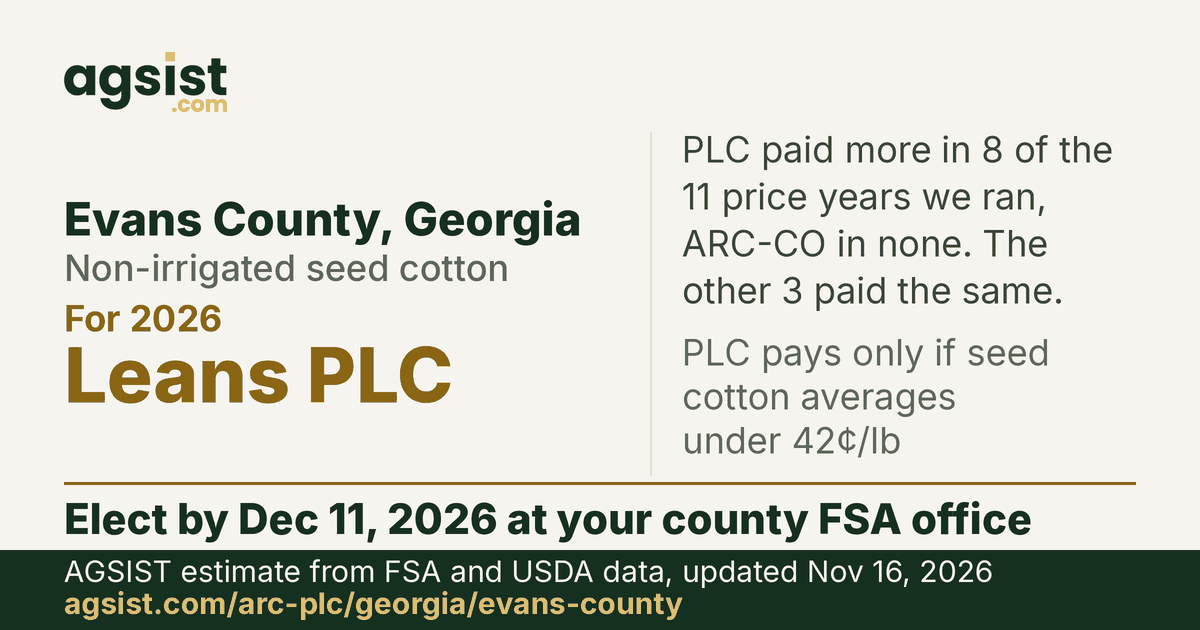 agsist
.com
Evans County, Georgia
Non-irrigated seed cotton
For 2026
Leans PLC
PLC paid more in 8 of the
11 price years we ran,
ARC-CO in none. The
other 3 paid the same.
PLC pays only if seed
cotton averages
under 42¢/lb
Elect by Dec 11, 2026 at your county FSA office
AGSIST estimate from FSA and USDA data, updated Nov 16, 2026
agsist.com/arc-plc/georgia/evans-county